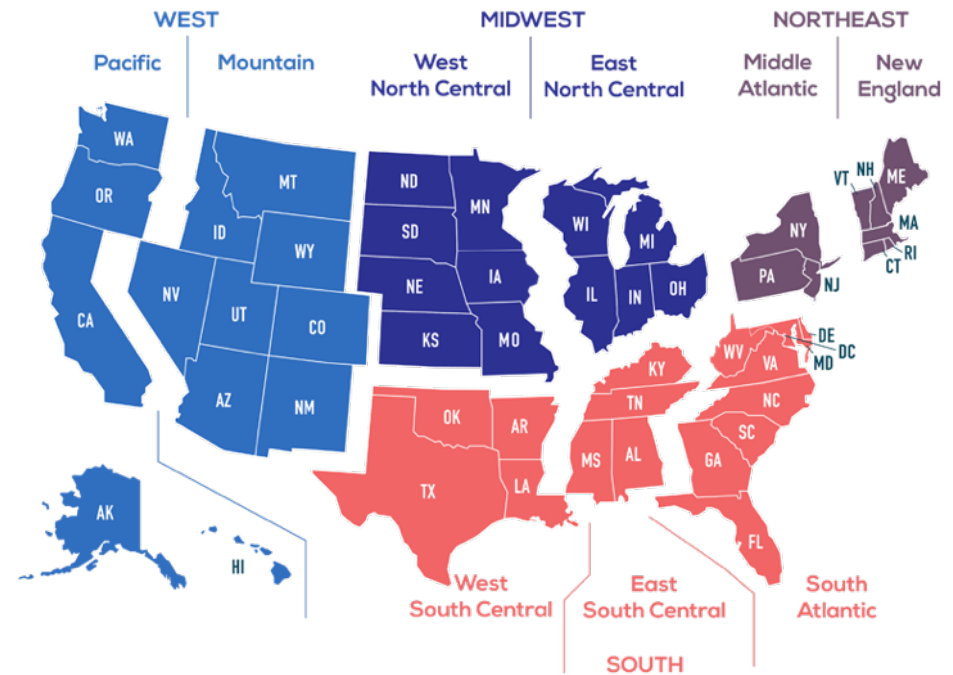 WEST
MIDWEST
NORTHEAST
Pacific
Mountain
West
North Central
East
North Central
Middle
Atlantic
New
England
WA
OR
CA
NV
ID
MT
WY
UT
CO
AZ
NM
AK
HI
ND
SD
NE
KS
MN
IA
MO
WI
MI
IL
IN
OH
NY
PA
NJ
VT
NH
ME
MA
RI
CT
OK
TX
AR
LA
KY
TN
MS
AL
WV
VA
DE
DC
MD
NC
SC
GA
FL
West
South Central
East
South Central
South
Atlantic
SOUTH